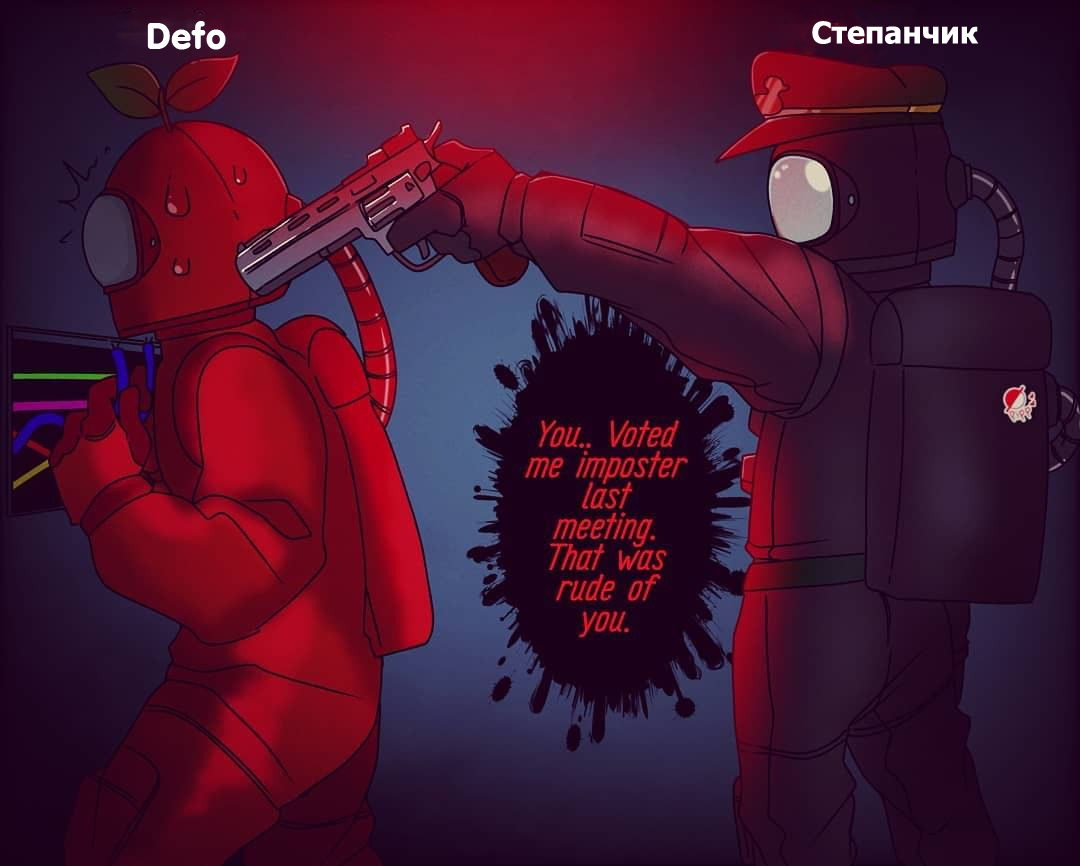 Defo
Степанчик
You.. Voted
me imposter
last
meeting.
That was
rude of
you.